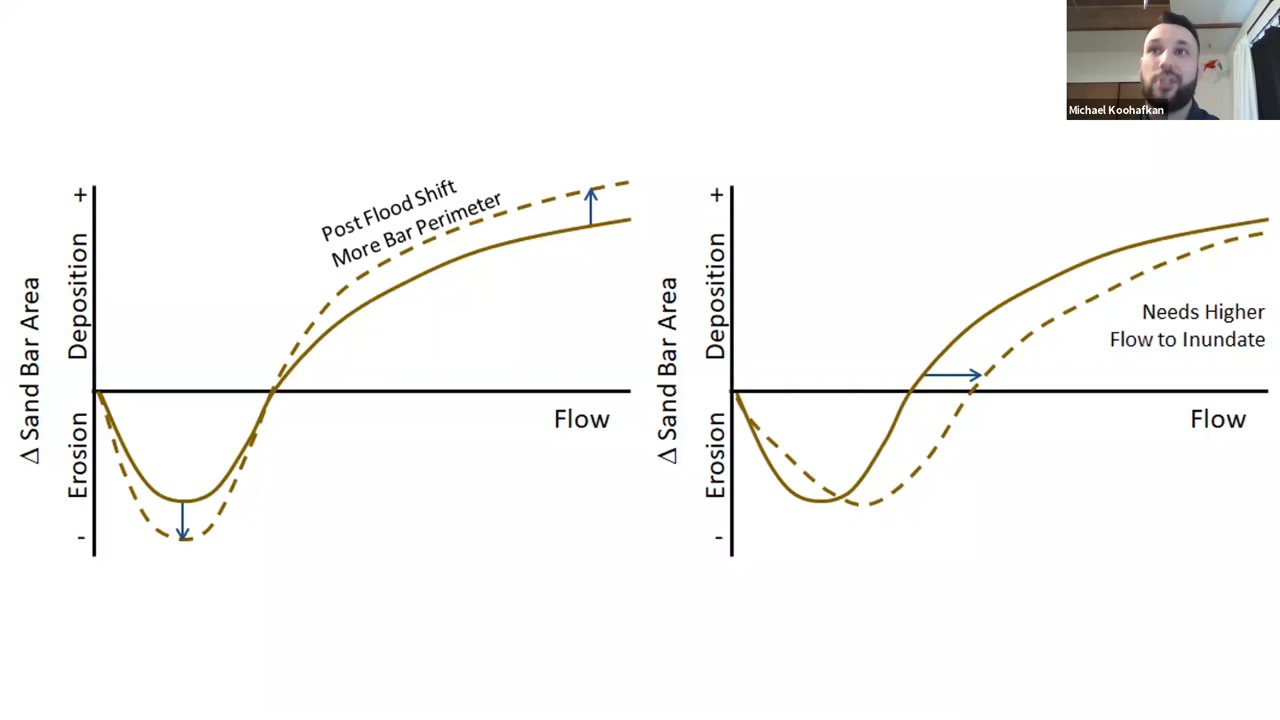 Michael Koohafkan
+
Deposition
Erosion
-
Δ Sand Bar Area
Post Flood Shift
More Bar Perimeter
Flow
+
Deposition
Erosion
-
Δ Sand Bar Area
Needs Higher
Flow to Inundate
Flow